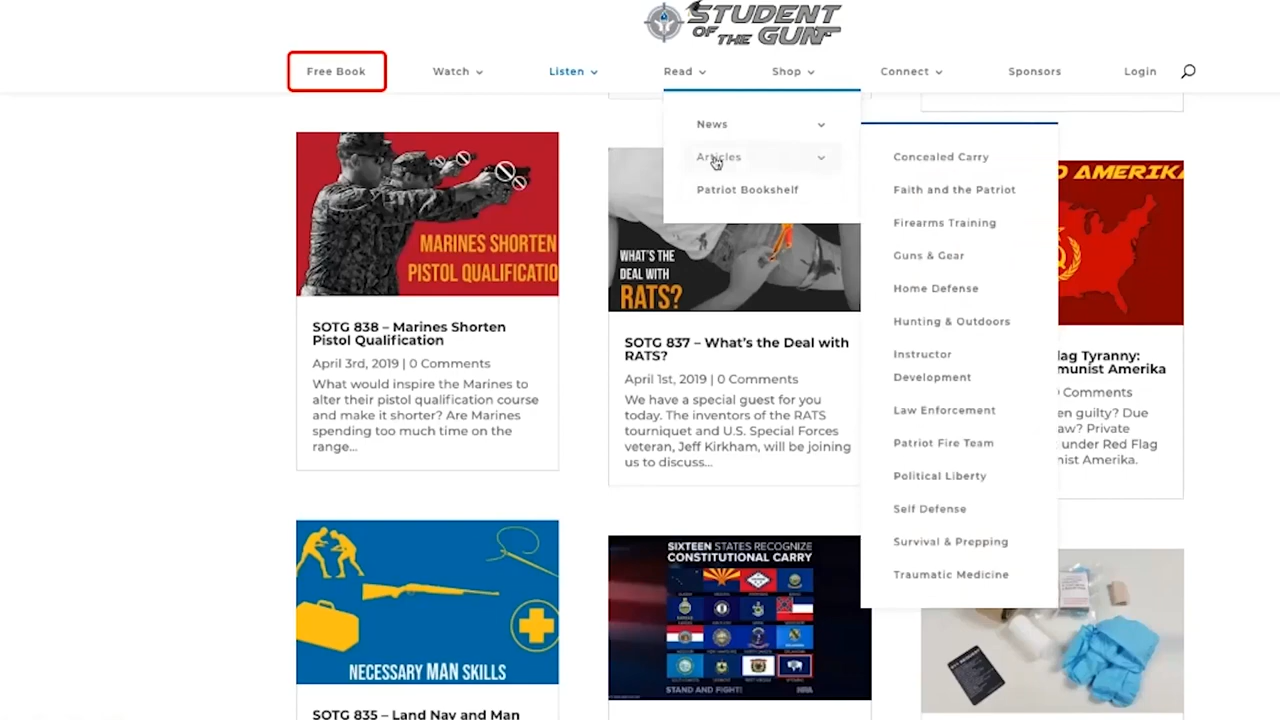 STUDENT
OF THE GUN
Free Book
Watch
Listen
Read
Shop
Connect
Sponsors
Login
News
Articles
Patriot Bookshelf
Concealed Carry
Faith and the Patriot
Firearms Training
Guns & Gear
Home Defense
Hunting & Outdoors
Instructor
Development
Law Enforcement
Patriot Fire Team
Political Liberty
Self Defense
Survival & Prepping
Traumatic Medicine
MARINES SHORTEN
PISTOL QUALIFICATIO
SOTG 838 – Marines Shorten
Pistol Qualification
April 3rd, 2019 | 0 Comments
What would inspire the Marines to
alter their pistol qualification course
and make it shorter? Are Marines
spending too much time on the
range...
WHAT'S THE
DEAL WITH
RATS?
SOTG 837 – What's the Deal with
RATS?
April 1st, 2019 | 0 Comments
We have a special guest for you
today. The inventors of the RATS
tourniquet and U.S. Special Forces
veteran, Jeff Kirkham, will be joining
us to discuss...
AMERIKA
lag Tyranny:
munist Amerika
Comments
en guilty? Due
aw? Private
under Red Flag
nist Amerika.
NECESSARY MAN SKILLS
SOTG 835 – Land Nav and Man
SIXTEEN STATES RECOGNIZE
CONSTITUTIONAL CARRY
STAND AND FIGHT!
NRA